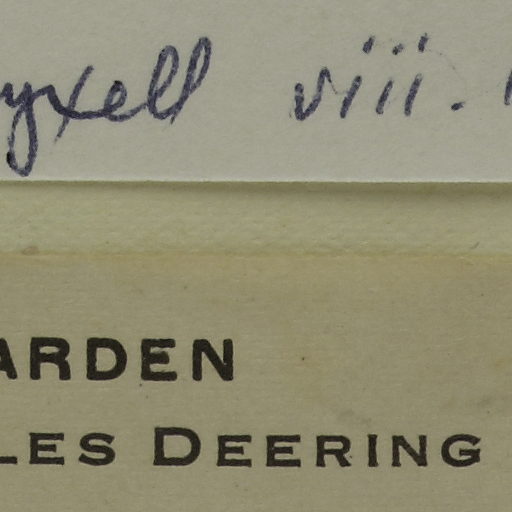 yxell viii.
ARDEN
LES DEERING